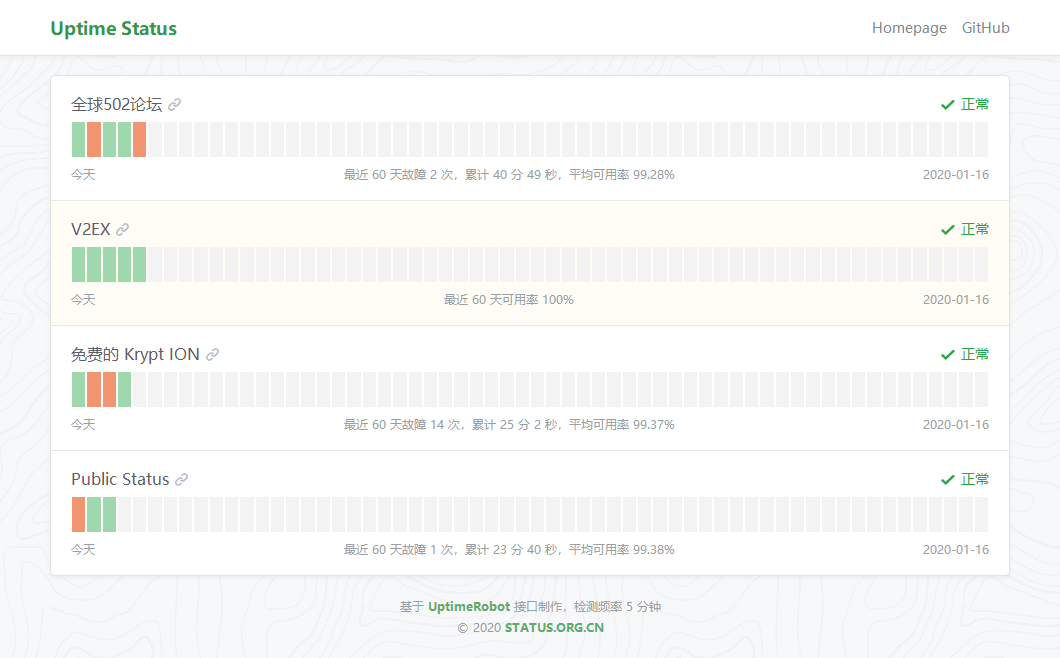 Uptime Status Homepage GitHub
全球502论坛 正常
今天 最近 60 天故障 2 次，累计 40 分 49 秒，平均可用率 99.28% 2020-01-16
V2EX 正常
今天 最近 60 天可用率 100% 2020-01-16
免费的 Krypt ION 正常
今天 最近 60 天故障 14 次，累计 25 分 2 秒，平均可用率 99.37% 2020-01-16
Public Status 正常
今天 最近 60 天故障 1 次，累计 23 分 40 秒，平均可用率 99.38% 2020-01-16
基于 UptimeRobot 接口制作，检测频率 5 分钟
© 2020 STATUS.ORG.CN